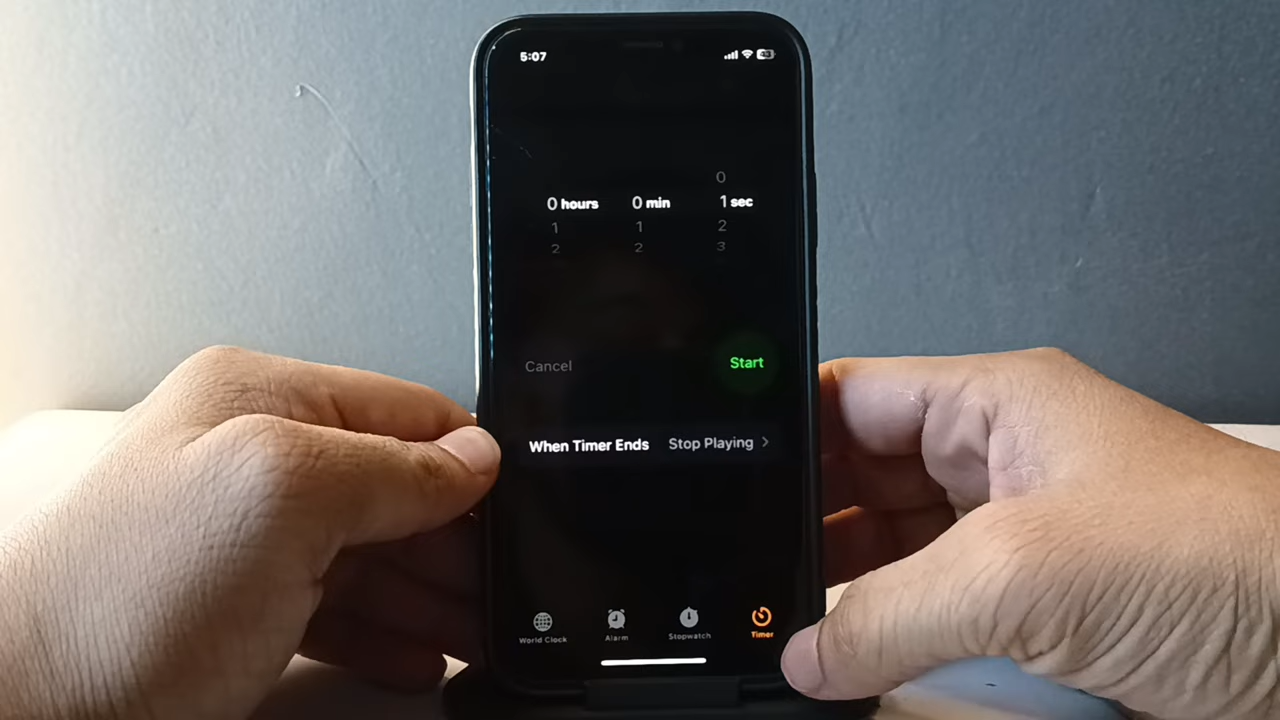 5:07 43
0
0 hours 0 min 1 sec
1 1 2
2 2 3
Cancel Start
When Timer Ends Stop Playing
World Clock Alarm Stopwatch Timer